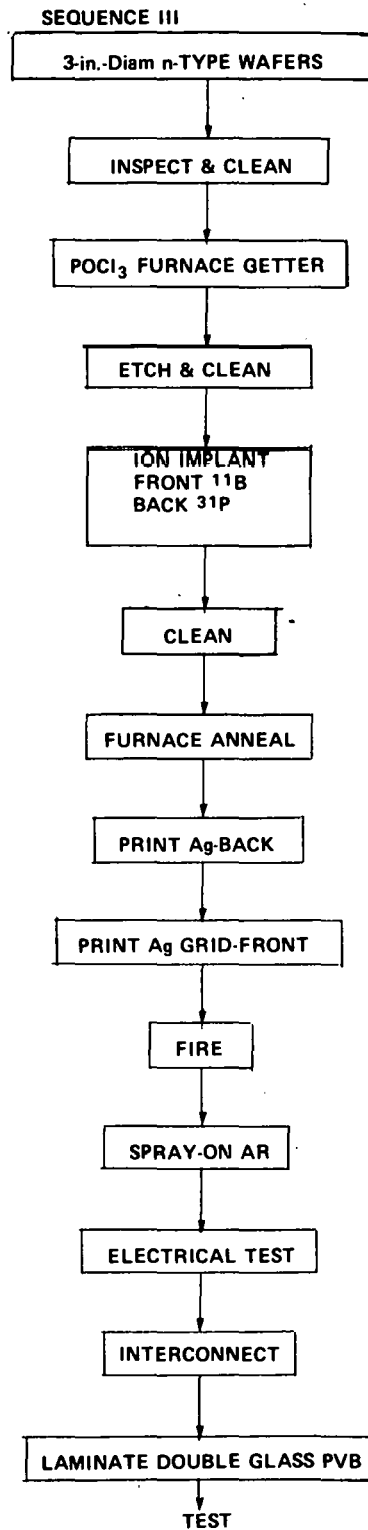 SEQUENCE III
3-in.-Diam n-TYPE WAFERS
INSPECT & CLEAN
POCl₃ FURNACE GETTER
ETCH & CLEAN
ION IMPLANT
FRONT ¹¹B
BACK ³¹P
CLEAN
FURNACE ANNEAL
PRINT Ag-BACK
PRINT Ag GRID-FRONT
FIRE
SPRAY-ON AR
ELECTRICAL TEST
INTERCONNECT
LAMINATE DOUBLE GLASS PVB
TEST